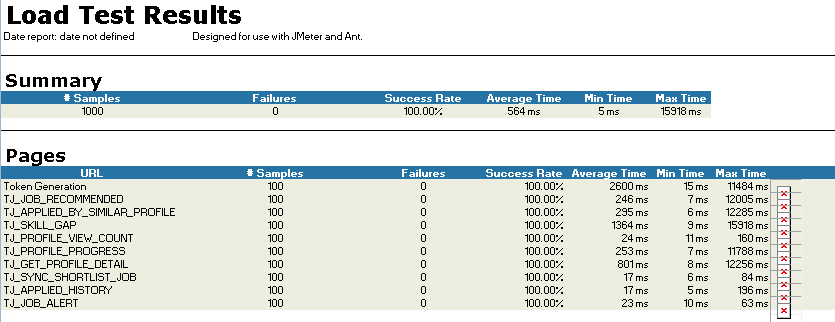 Load Test Results
Date report: date not defined Designed for use with JMeter and Ant.
Summary
# Samples Failures Success Rate Average Time Min Time Max Time
1000 0 100.00% 564 ms 5 ms 15918 ms
Pages
URL # Samples Failures Success Rate Average Time Min Time Max Time
Token Generation 100 0 100.00% 2600 ms 15 ms 11484 ms
TJ_JOB_RECOMMENDED 100 0 100.00% 246 ms 7 ms 12005 ms
TJ_APPLIED_BY_SIMILAR_PROFILE 100 0 100.00% 295 ms 6 ms 12285 ms
TJ_SKILL_GAP 100 0 100.00% 1364 ms 9 ms 15918 ms
TJ_PROFILE_VIEW_COUNT 100 0 100.00% 24 ms 11 ms 160 ms
TJ_PROFILE_PROGRESS 100 0 100.00% 253 ms 7 ms 11788 ms
TJ_GET_PROFILE_DETAIL 100 0 100.00% 801 ms 8 ms 12256 ms
TJ_SYNC_SHORTLIST_JOB 100 0 100.00% 17 ms 6 ms 84 ms
TJ_APPLIED_HISTORY 100 0 100.00% 17 ms 5 ms 196 ms
TJ_JOB_ALERT 100 0 100.00% 23 ms 10 ms 63 ms